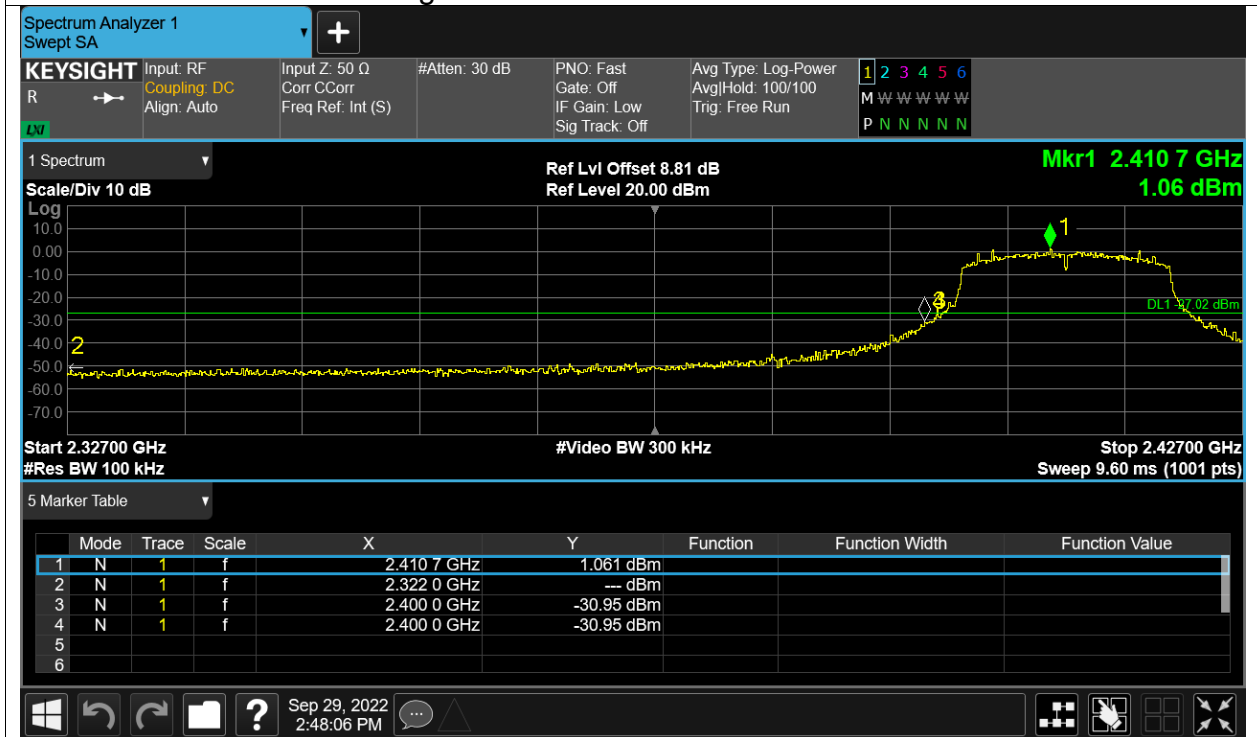 Spectrum Analyzer 1
Swept SA
+
KEYSIGHT
R
LXI
Input: RF
Coupling: DC
Align: Auto
Input Z: 50 Ω
Corr CCorr
Freq Ref: Int (S)
#Atten: 30 dB
PNO: Fast
Gate: Off
IF Gain: Low
Sig Track: Off
Avg Type: Log-Power
Avg|Hold: 100/100
Trig: Free Run
1 2 3 4 5 6
M W W W W W
P N N N N N
1 Spectrum
Scale/Div 10 dB
Ref Lvl Offset 8.81 dB
Ref Level 20.00 dBm
Mkr1 2.410 7 GHz
1.06 dBm
Log
10.0
0.00
-10.0
-20.0
-30.0
-40.0
-50.0
-60.0
-70.0
1
2
DL1 -27.02 dBm
Start 2.32700 GHz
#Res BW 100 kHz
#Video BW 300 kHz
Stop 2.42700 GHz
Sweep 9.60 ms (1001 pts)
5 Marker Table
Mode Trace Scale X Y Function Function Width Function Value
1 N 1 f 2.410 7 GHz 1.061 dBm
2 N 1 f 2.322 0 GHz --- dBm
3 N 1 f 2.400 0 GHz -30.95 dBm
4 N 1 f 2.400 0 GHz -30.95 dBm
5
6
?
Sep 29, 2022
2:48:06 PM